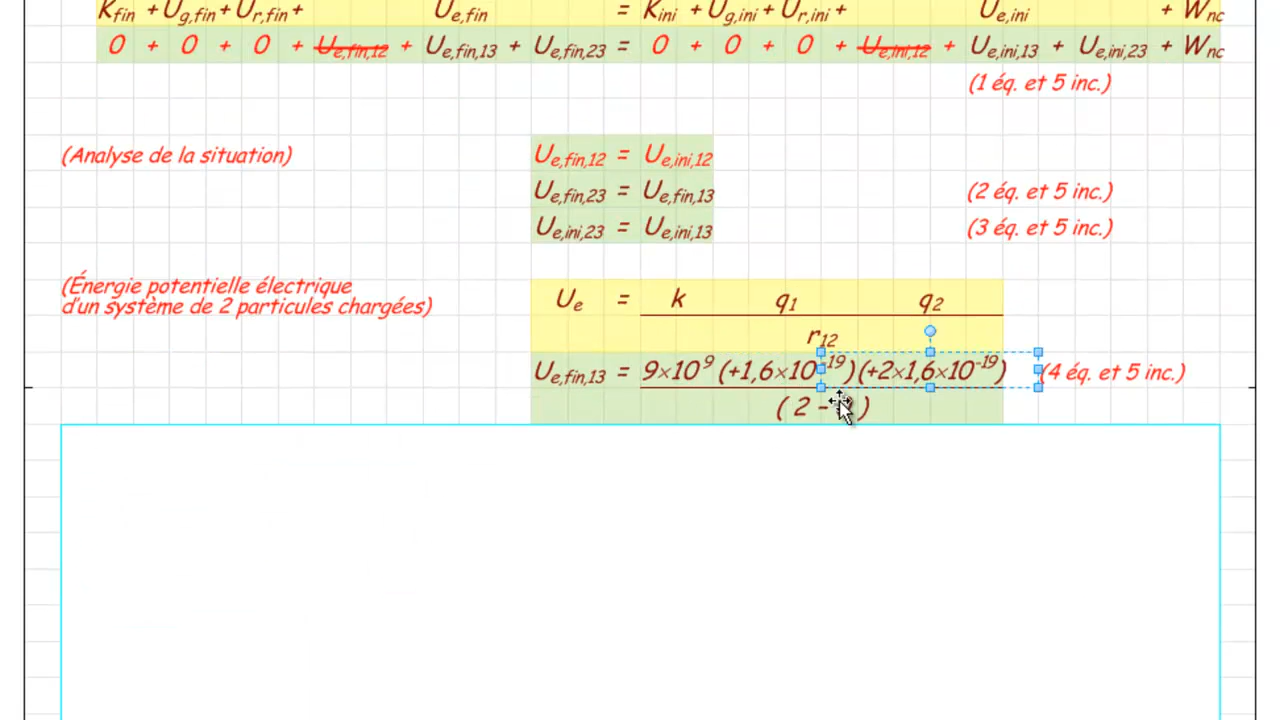 K_fin + U_g,fin + U_r,fin + U_e,fin = K_ini + U_g,ini + U_r,ini + U_e,ini + W_nc
0 + 0 + 0 + U_e,fin,12 + U_e,fin,13 + U_e,fin,23 = 0 + 0 + 0 + U_e,ini,12 + U_e,ini,13 + U_e,ini,23 + W_nc
(1 éq. et 5 inc.)
(Analyse de la situation) U_e,fin,12 = U_e,ini,12
U_e,fin,23 = U_e,fin,13 (2 éq. et 5 inc.)
U_e,ini,23 = U_e,ini,13 (3 éq. et 5 inc.)
(Énergie potentielle électrique
d'un système de 2 particules chargées)
U_e = k q_1 q_2
r_12
U_e,fin,13 = 9×10^9 (+1,6×10^-19)(+2×1,6×10^-19) (4 éq. et 5 inc.)
( 2 - )